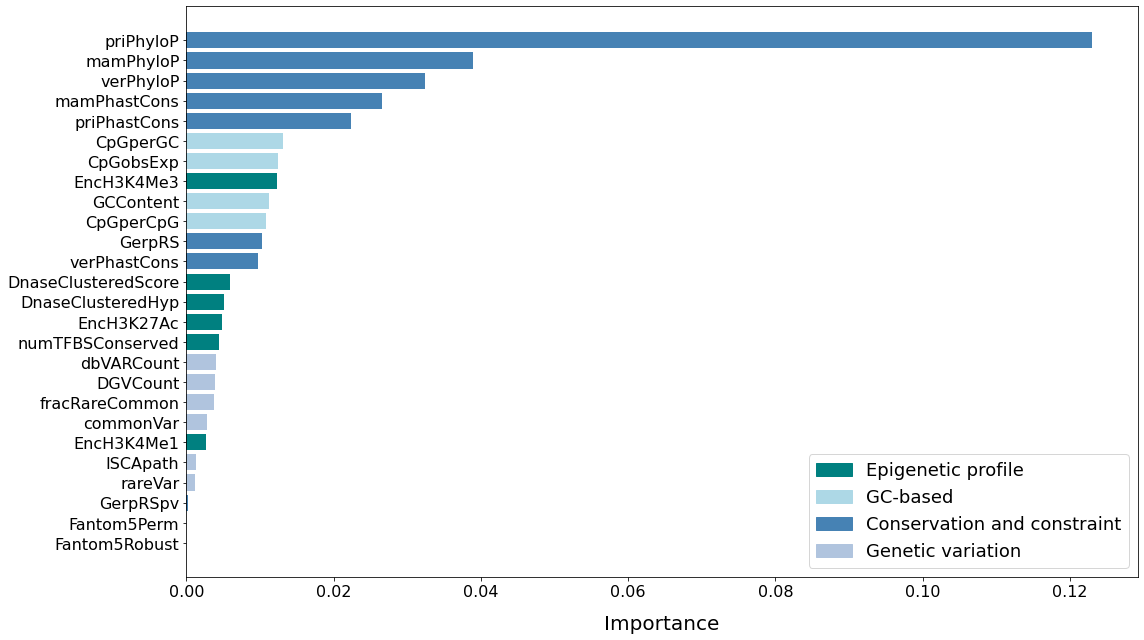 priPhyloP
mamPhyloP
verPhyloP
mamPhastCons
priPhastCons
CpGperGC
CpGobsExp
EncH3K4Me3
GCContent
CpGperCpG
GerpRS
verPhastCons
DnaseClusteredScore
DnaseClusteredHyp
EncH3K27Ac
numTFBSConserved
dbVARCount
DGVCount
fracRareCommon
commonVar
EncH3K4Me1
ISCApath
rareVar
GerpRSpv
Fantom5Perm
Fantom5Robust
Epigenetic profile
GC-based
Conservation and constraint
Genetic variation
0.00 0.02 0.04 0.06 0.08 0.10 0.12
Importance